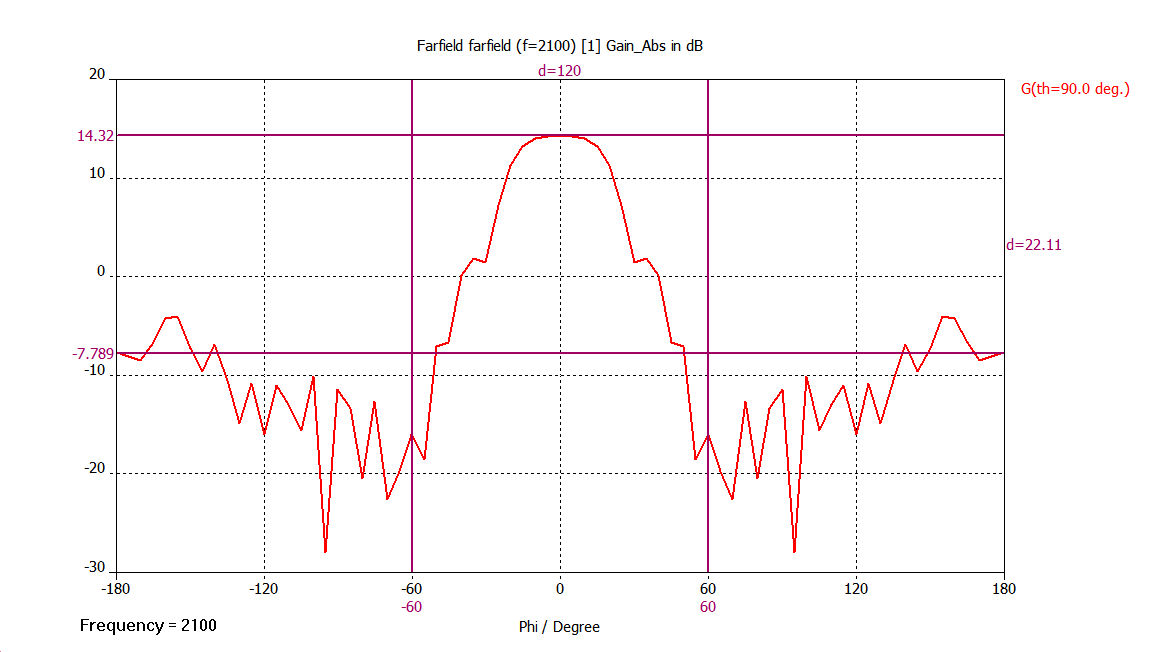 Farfield farfield (f=2100) [1] Gain_Abs in dB
d=120
20
G(th=90.0 deg.)
14.32
10
d=22.11
0
-7.789
-10
-20
-30
-180 -120 -60 0 60 120 180
-60 60
Frequency = 2100
Phi / Degree